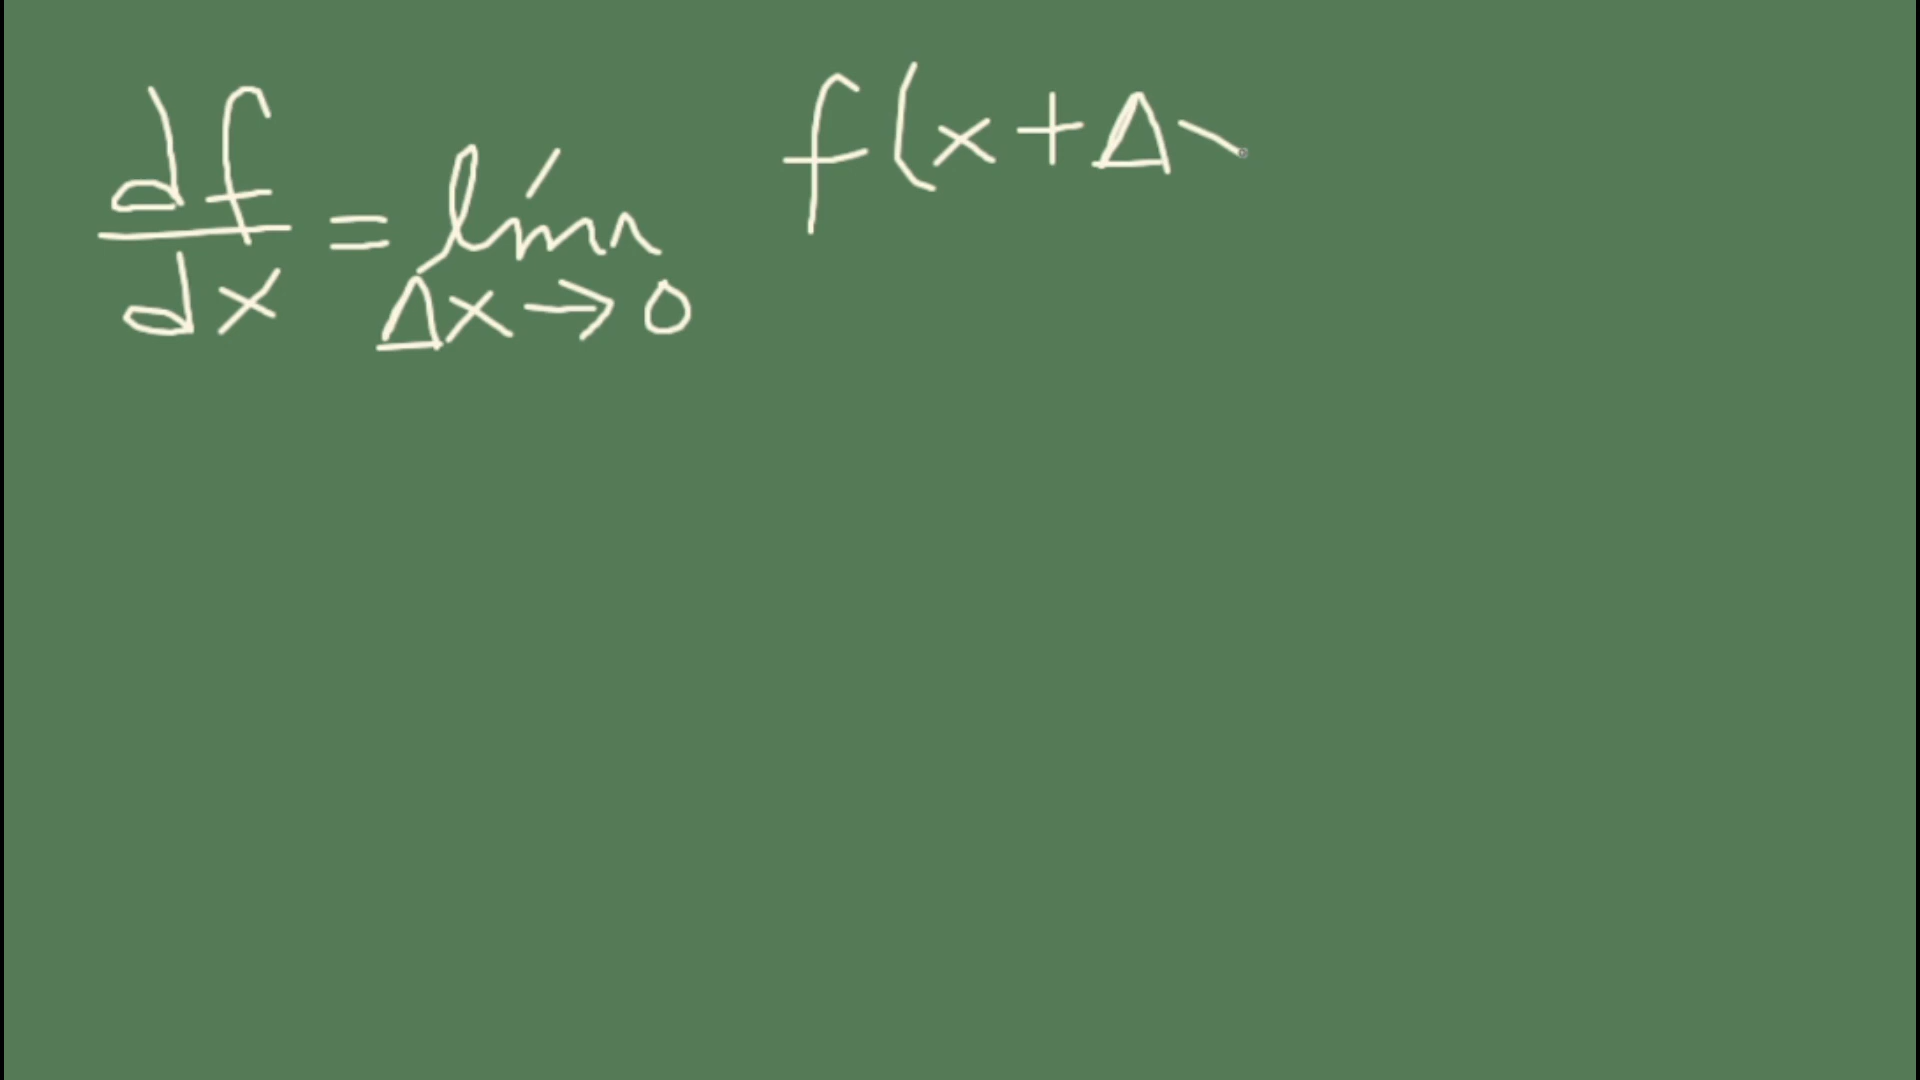 df/dx = lím Δx→0 f(x+Δ